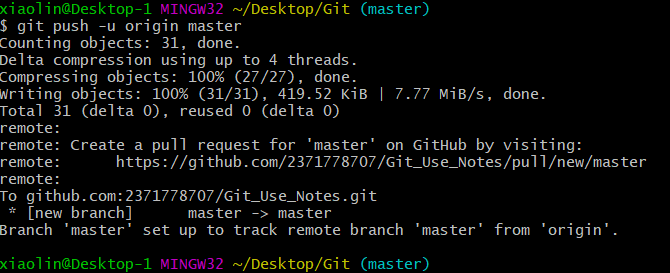 xiaolin@Desktop-1 MINGW32 ~/Desktop/Git (master)
$ git push -u origin master
Counting objects: 31, done.
Delta compression using up to 4 threads.
Compressing objects: 100% (27/27), done.
Writing objects: 100% (31/31), 419.52 KiB | 7.77 MiB/s, done.
Total 31 (delta 0), reused 0 (delta 0)
remote:
remote: Create a pull request for 'master' on GitHub by visiting:
remote:      https://github.com/2371778707/Git_Use_Notes/pull/new/master
remote:
To github.com:2371778707/Git_Use_Notes.git
 * [new branch]      master -> master
Branch 'master' set up to track remote branch 'master' from 'origin'.
xiaolin@Desktop-1 MINGW32 ~/Desktop/Git (master)